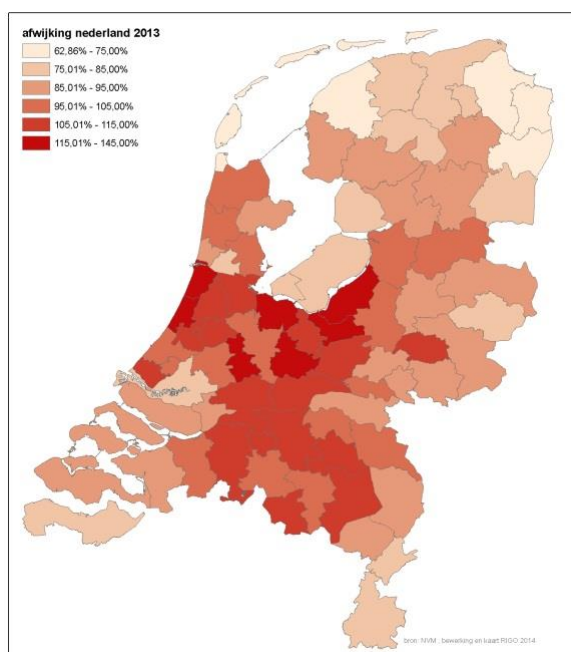 afwijking nederland 2013
62,86% - 75,00%
75,01% - 85,00%
85,01% - 95,00%
95,01% - 105,00%
105,01% - 115,00%
115,01% - 145,00%
bron: NVM , bewerking en kaart RIGO 2014